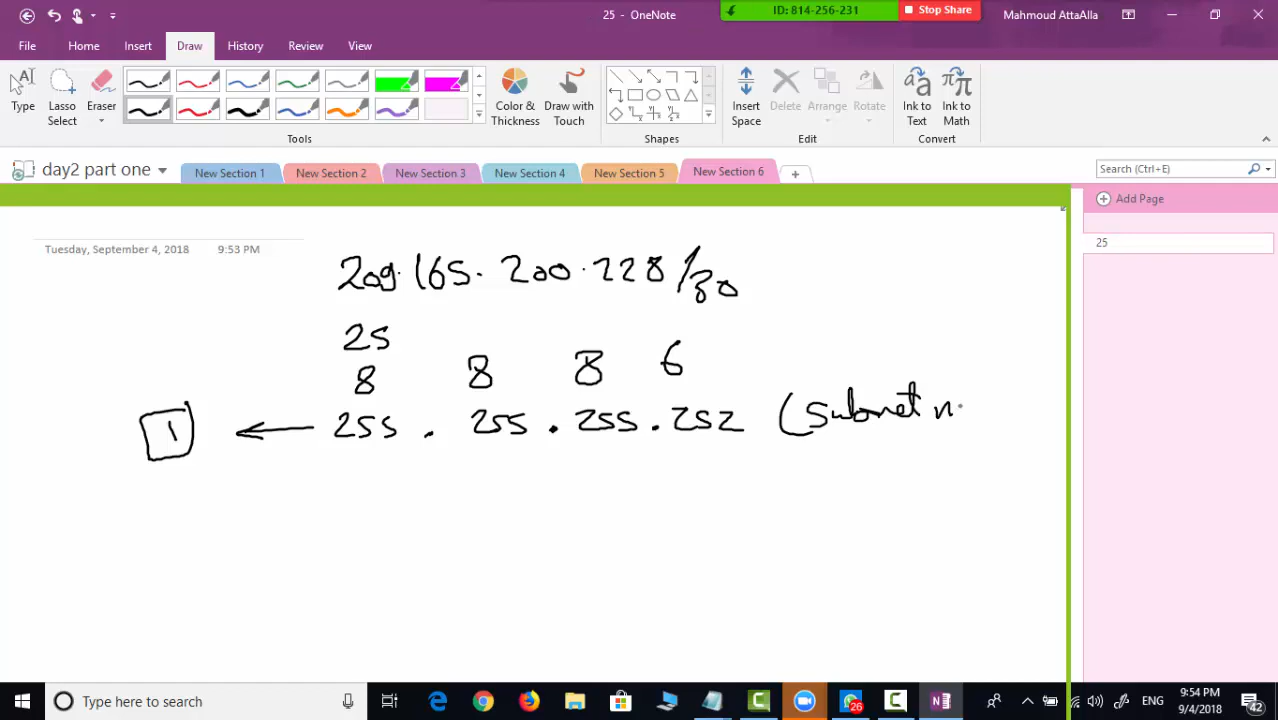 25 - OneNote
ID: 814-256-231
Stop Share
Mahmoud AttaAlla
File Home Insert Draw History Review View
Type
Lasso Select
Eraser
Color & Thickness
Draw with Touch
Insert Space
Delete
Arrange
Rotate
Ink to Text
Ink to Math
Tools
Shapes
Edit
Convert
day2 part one
New Section 1
New Section 2
New Section 3
New Section 4
New Section 5
New Section 6
+
Search (Ctrl+E)
Add Page
25
Tuesday, September 4, 2018 9:53 PM
209.165.200.228/30
25
8 8 8 6
1 ← 255 . 255 . 255 . 252 (Subnet
Type here to search
26
ENG
9:54 PM
9/4/2018
42